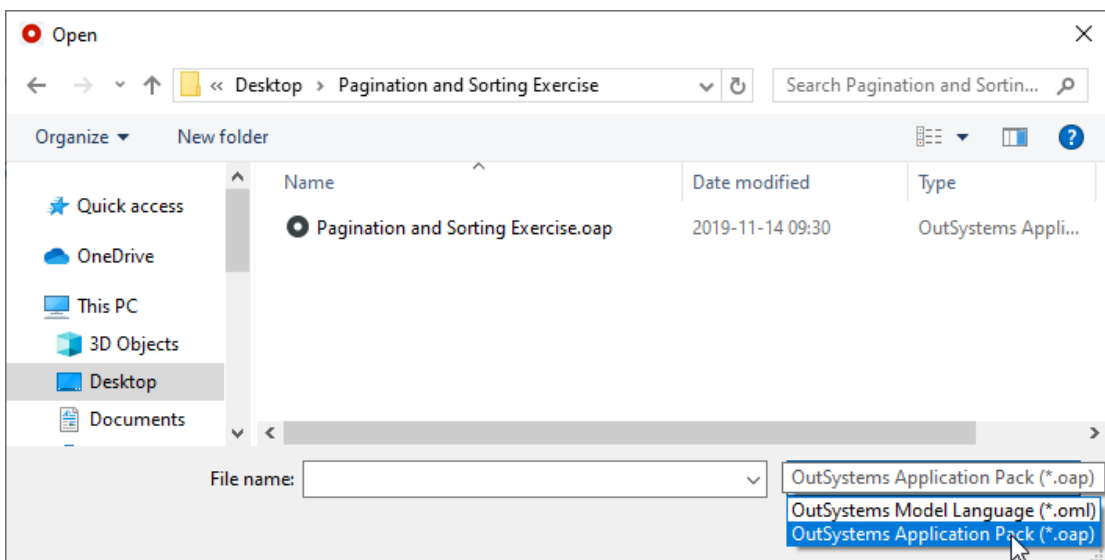 Open
« Desktop > Pagination and Sorting Exercise
Search Pagination and Sortin...
Organize
New folder
Name
Date modified
Type
Quick access
Pagination and Sorting Exercise.oap
2019-11-14 09:30
OutSystems Appli...
OneDrive
This PC
3D Objects
Desktop
Documents
File name:
OutSystems Application Pack (*.oap)
OutSystems Model Language (*.oml)
OutSystems Application Pack (*.oap)